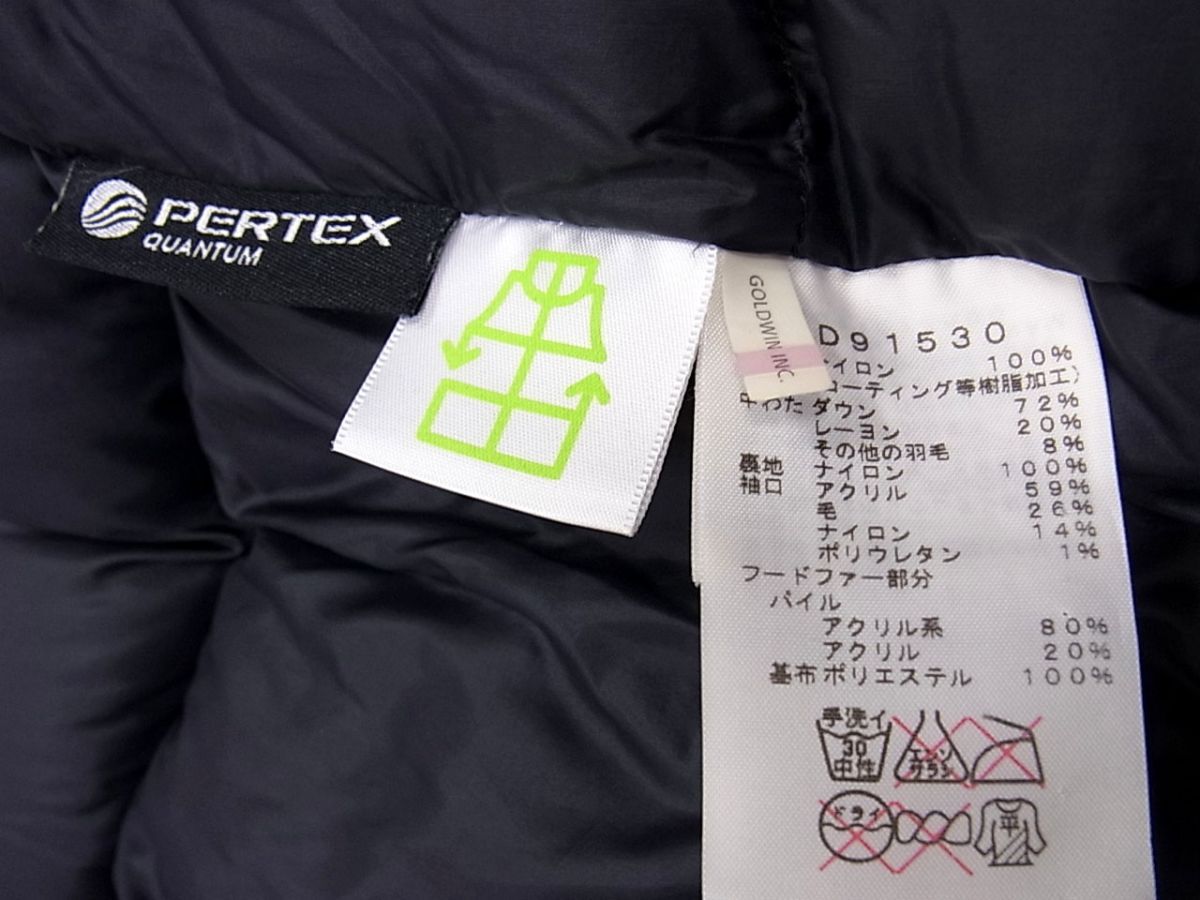 PERTEX
QUANTUM
GOLDWIN INC.
D91530
ナイロン 100%
コーティング等樹脂加工)
中わた ダウン 72%
レーヨン 20%
その他の羽毛 8%
裏地 ナイロン 100%
袖口 アクリル 59%
毛 26%
ナイロン 14%
ポリウレタン 1%
フードファー部分
パイル
アクリル系 80%
アクリル 20%
基布 ポリエステル 100%
手洗イ
30
中性
エンソ
サラシ
ドライ
平